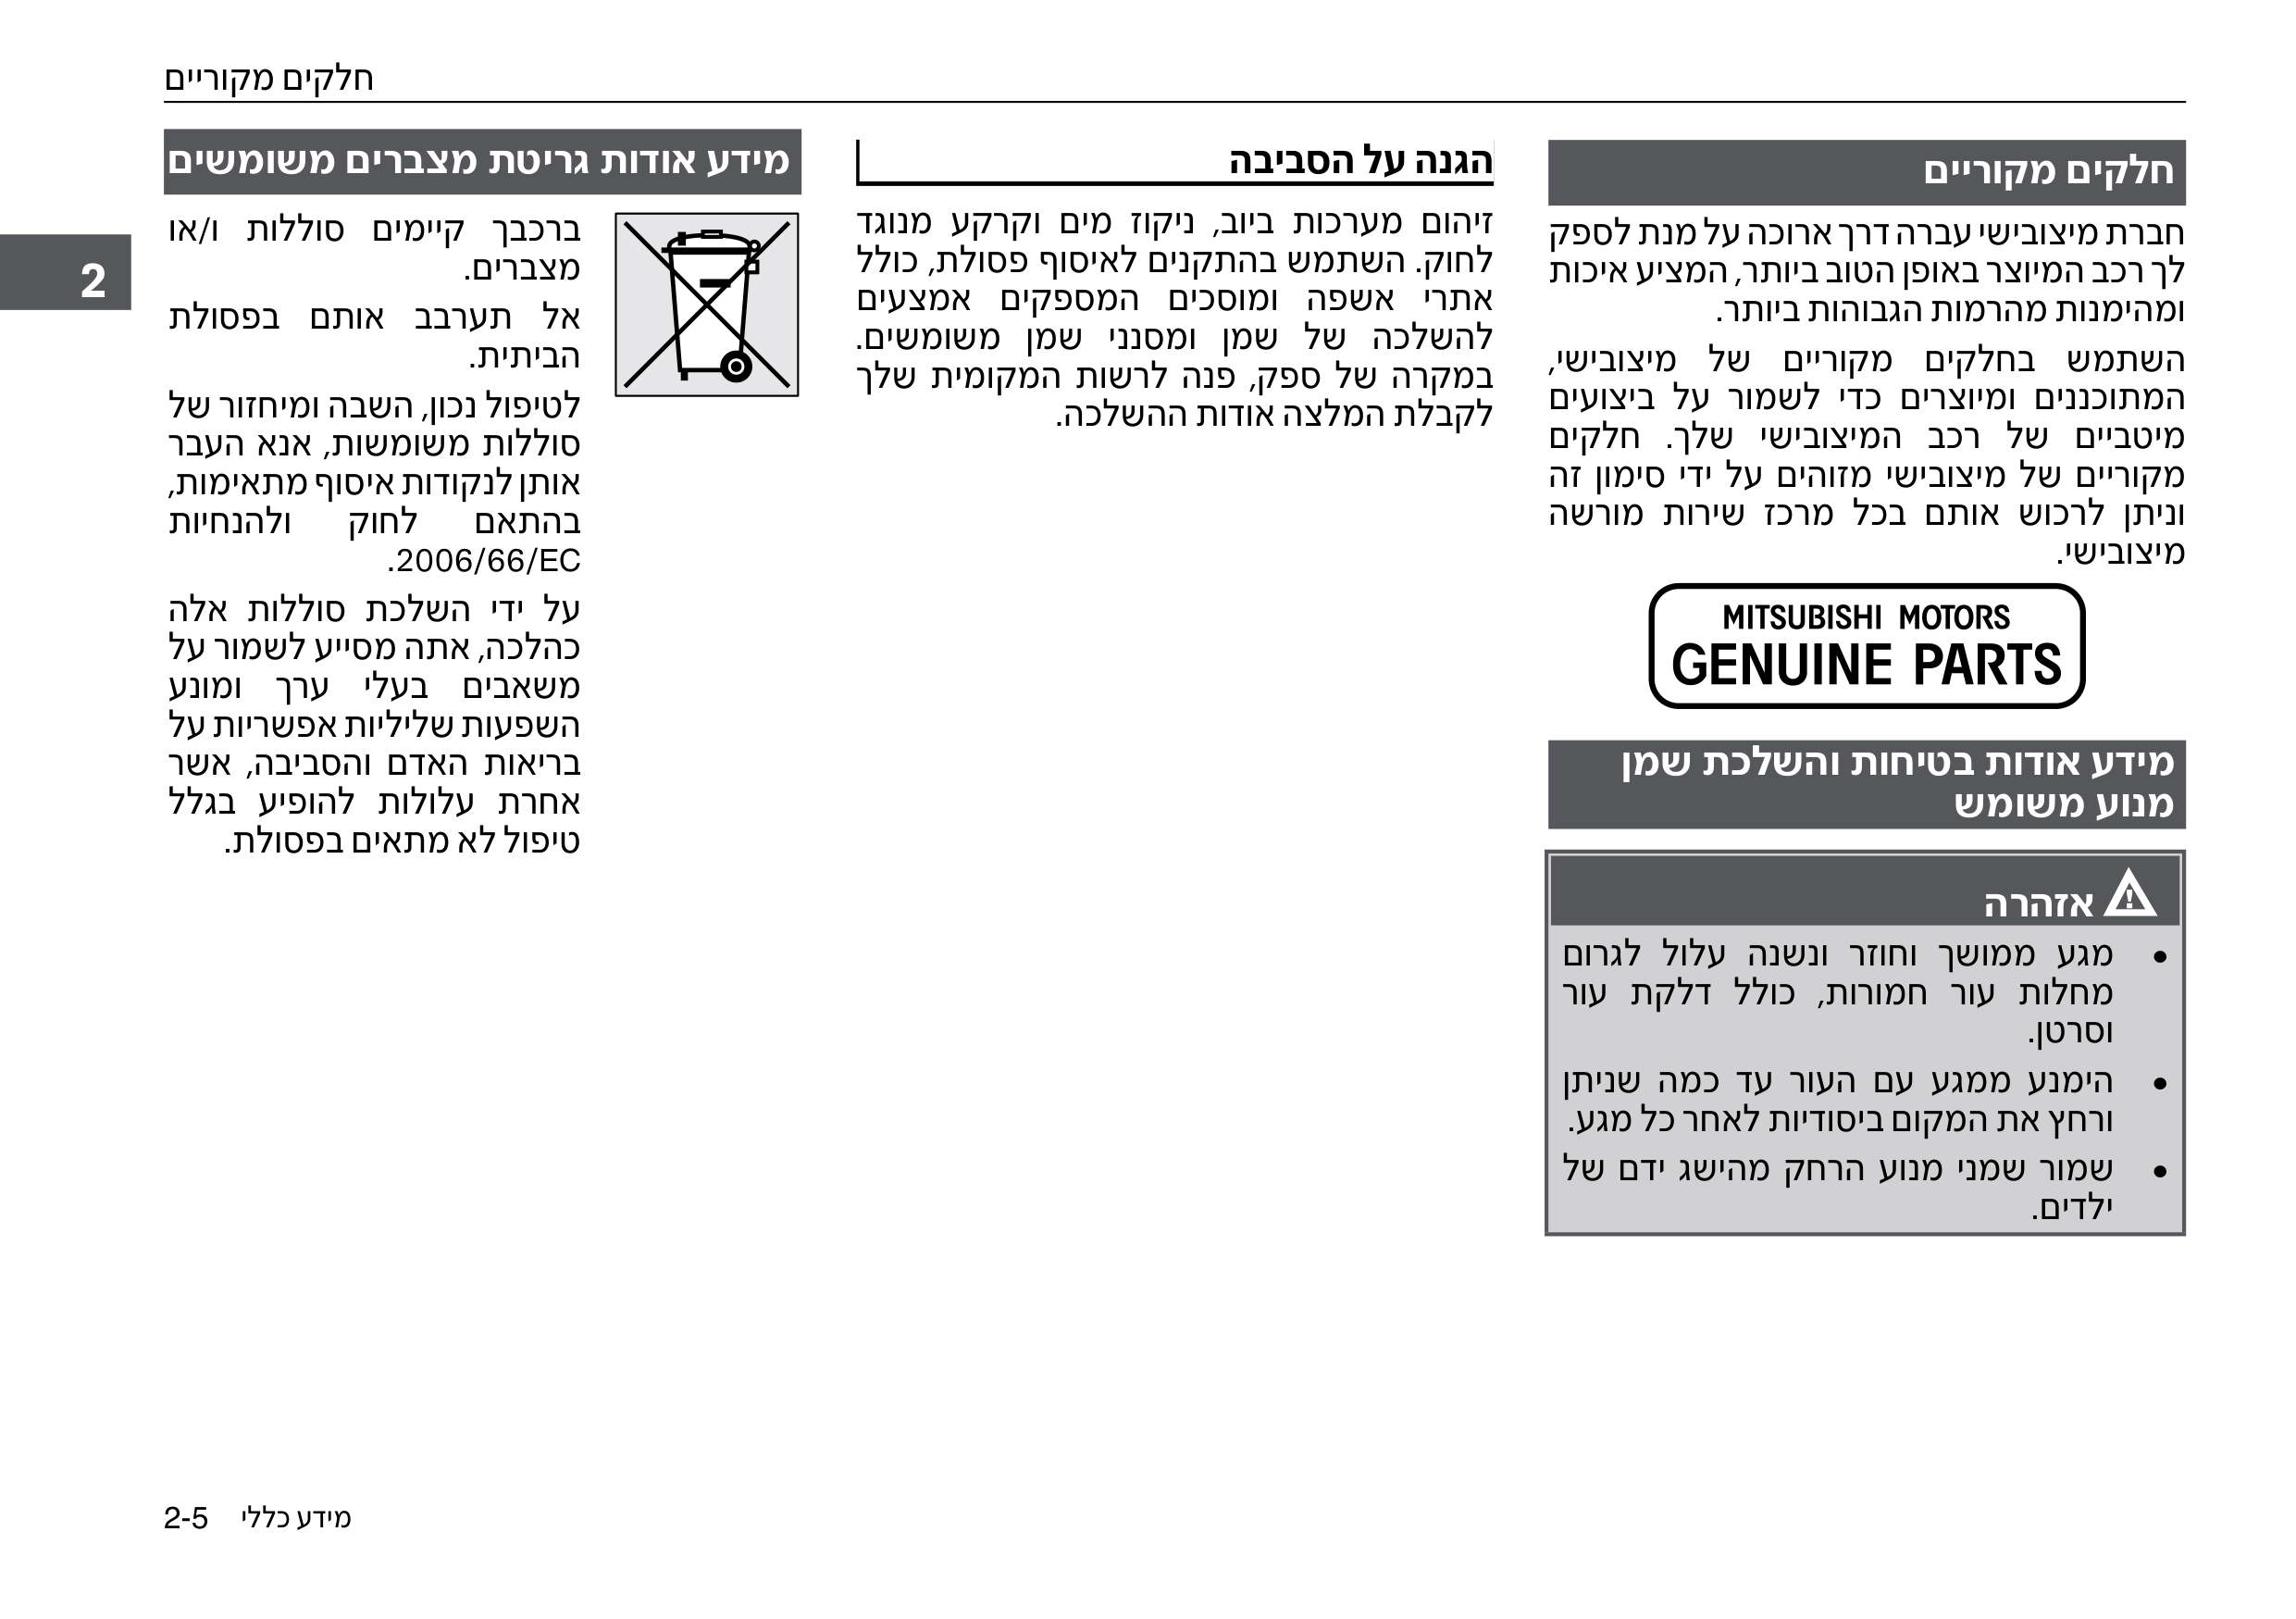 חלקים מקוריים
חלקים מקוריים
חברת מיצובישי עברה דרך ארוכה על מנת לספק
לך רכב המיוצר באופן הטוב ביותר, המציע איכות
ומהימנות מהרמות הגבוהות ביותר.
השתמש בחלקים מקוריים של מיצובישי,
המתוכננים ומיוצרים כדי לשמור על ביצועים
מיטביים של רכב המיצובישי שלך. חלקים
מקוריים של מיצובישי מזוהים על ידי סימון זה
וניתן לרכוש אותם בכל מרכז שירות מורשה
מיצובישי.
MITSUBISHI MOTORS
GENUINE PARTS
מידע אודות בטיחות והשלכת שמן
מנוע משומש
אזהרה
• מגע ממושך וחוזר ונשנה עלול לגרום
מחלות עור חמורות, כולל דלקת עור
וסרטן.
• הימנע ממגע עם העור עד כמה שניתן
ורחץ את המקום ביסודיות לאחר כל מגע.
• שמור שמני מנוע הרחק מהישג ידם של
ילדים.
הגנה על הסביבה
זיהום מערכות ביוב, ניקוז מים וקרקע מנוגד
לחוק. השתמש בהתקנים לאיסוף פסולת, כולל
אתרי אשפה ומוסכים המספקים אמצעים
להשלכה של שמן ומסנני שמן משומשים.
במקרה של ספק, פנה לרשות המקומית שלך
לקבלת המלצה אודות ההשלכה.
מידע אודות גריטת מצברים משומשים
ברכבך קיימים סוללות ו/או
מצברים.
אל תערבב אותם בפסולת
הביתית.
לטיפול נכון, השבה ומיחזור של
סוללות משומשות, אנא העבר
אותן לנקודות איסוף מתאימות,
בהתאם לחוק ולהנחיות
2006/66/EC.
על ידי השלכת סוללות אלה
כהלכה, אתה מסייע לשמור על
משאבים בעלי ערך ומונע
השפעות שליליות אפשריות על
בריאות האדם והסביבה, אשר
אחרת עלולות להופיע בגלל
טיפול לא מתאים בפסולת.
2
מידע כללי 2-5